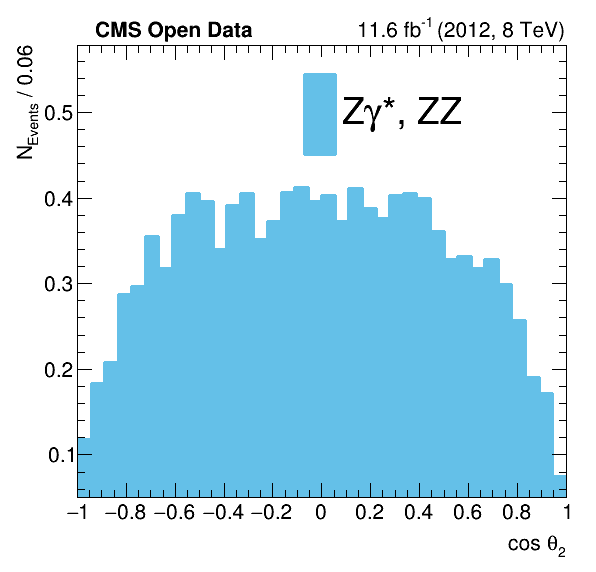 CMS Open Data 11.6 fb⁻¹ (2012, 8 TeV)
N_Events / 0.06
Zγ*, ZZ
0.5
0.4
0.3
0.2
0.1
−1 −0.8 −0.6 −0.4 −0.2 0 0.2 0.4 0.6 0.8 1
cos θ₂